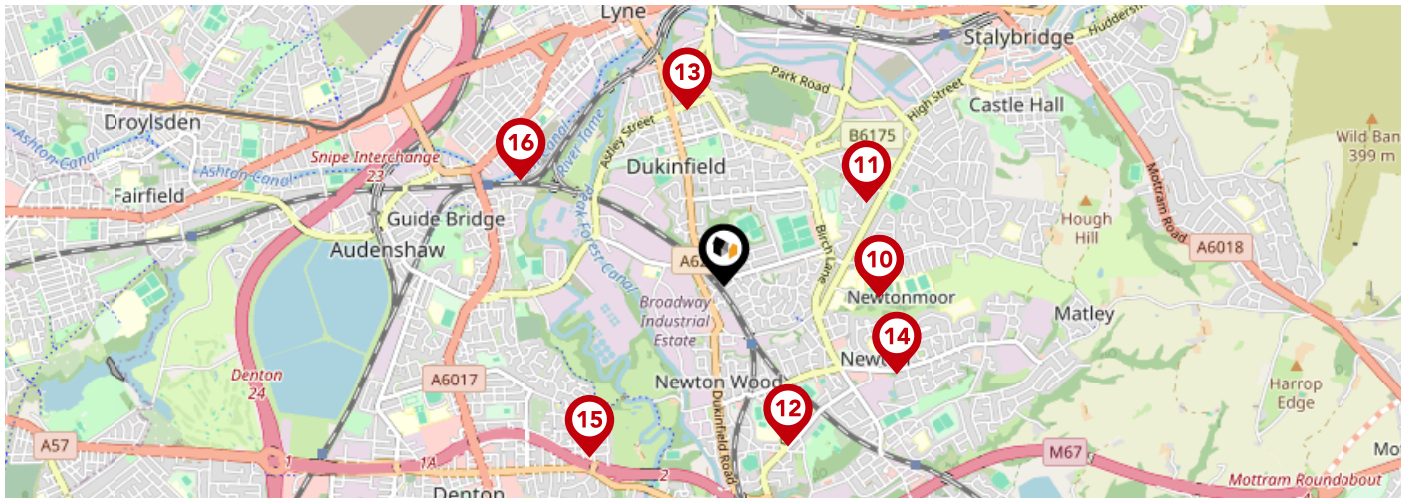 Lyne
Stalybridge
Huddersf
13
Park Road
High Street
Castle Hall
Droylsden
Ashton Canal
Snipe Interchange
23
Ashton-Canal
16
Canal
River Tame
Astley Street
B6175
Wild Ban
399 m
Dukinfield
11
Fairfield
Guide Bridge
Peak Forest-Canal
Mottram Road
Hough
Hill
Audenshaw
A62
Birch Lane
A6018
10
Newtonmoor
Broadway
Industrial
Estate
Matley
14
Denton
24
A6017
Newton Wood
Dukinfield Road
Harrop
Edge
12
15
A57
1
1A
2
M67
Mot
Denton
Mottram Roundabout